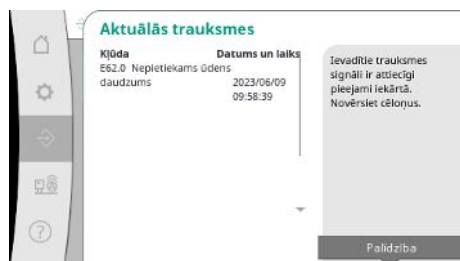 Aktuālās trauksmes
Kļūda Datums un laiks
E62.0 Nepietiekams ūdens
daudzums 2023/06/09
09:58:39
Ievadītie trauksmes
signāli ir attiecīgi
pieejami iekārtā.
Novērsiet cēloņus.
Palīdzība